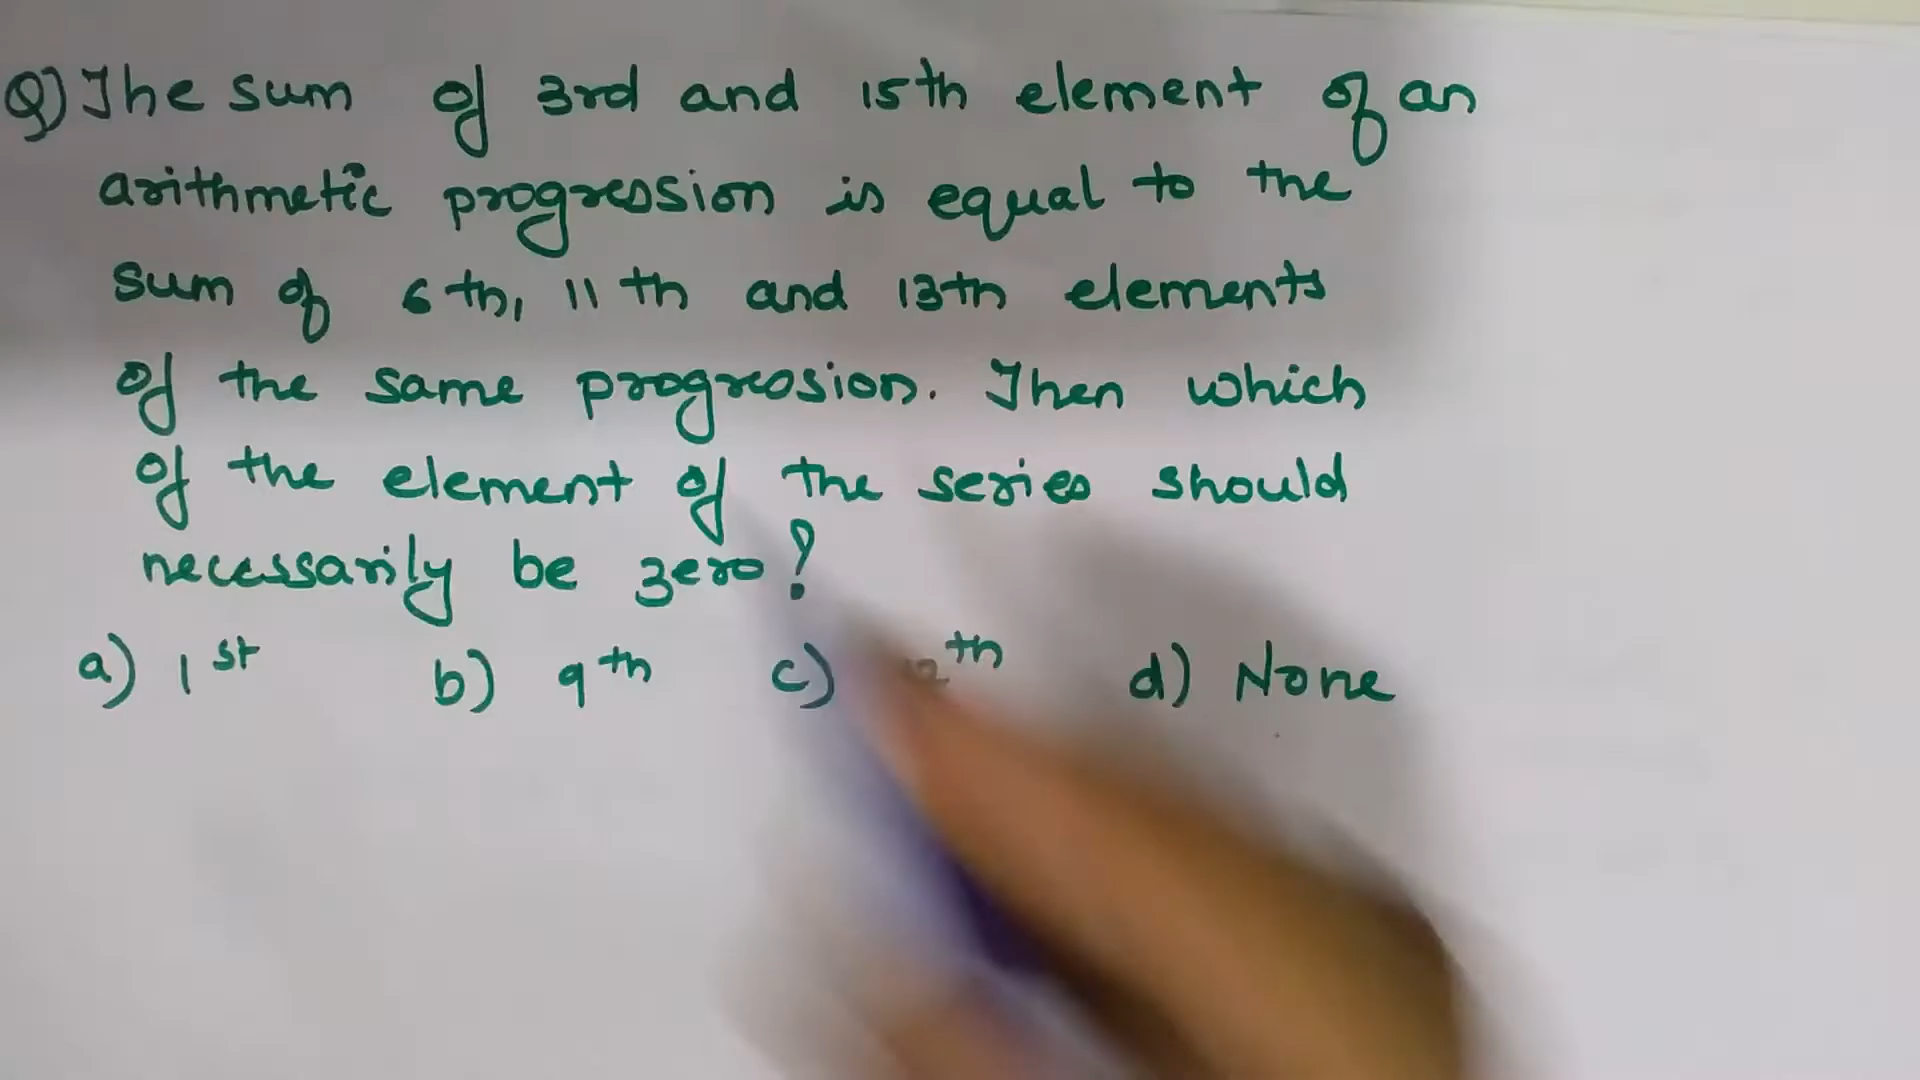 Q) The sum of 3rd and 15th element of an
arithmetic progression is equal to the
sum of 6th, 11th and 13th elements
of the same progression. Then which
of the element of the series should
necessarily be zero?
a) 1st b) 9th c) d) None